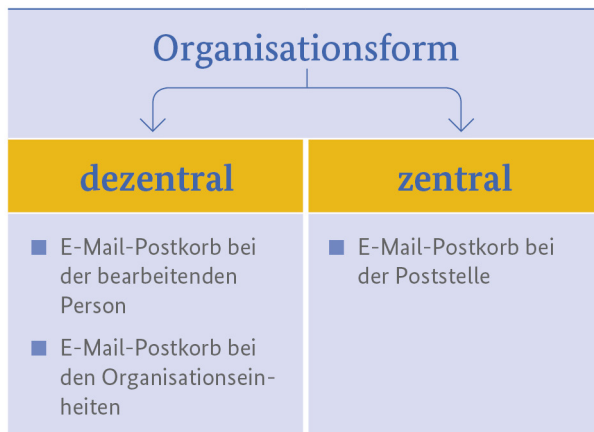 Organisationsform
dezentral
zentral
E-Mail-Postkorb bei
der bearbeitenden
Person
E-Mail-Postkorb bei
den Organisationsein-
heiten
E-Mail-Postkorb bei
der Poststelle